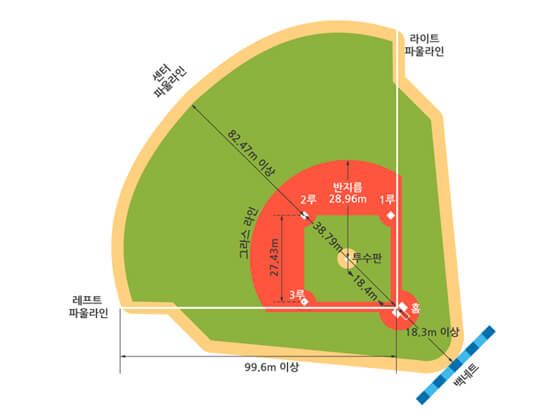 라이트
파울라인
센터
파울라인
82.47m 이상
반지름
28.96m
2루
1루
그라스 라인
38.79m
27.43m
투수판
18.4m
3루
홈
레프트
파울라인
18.3m 이상
99.6m 이상
백네트